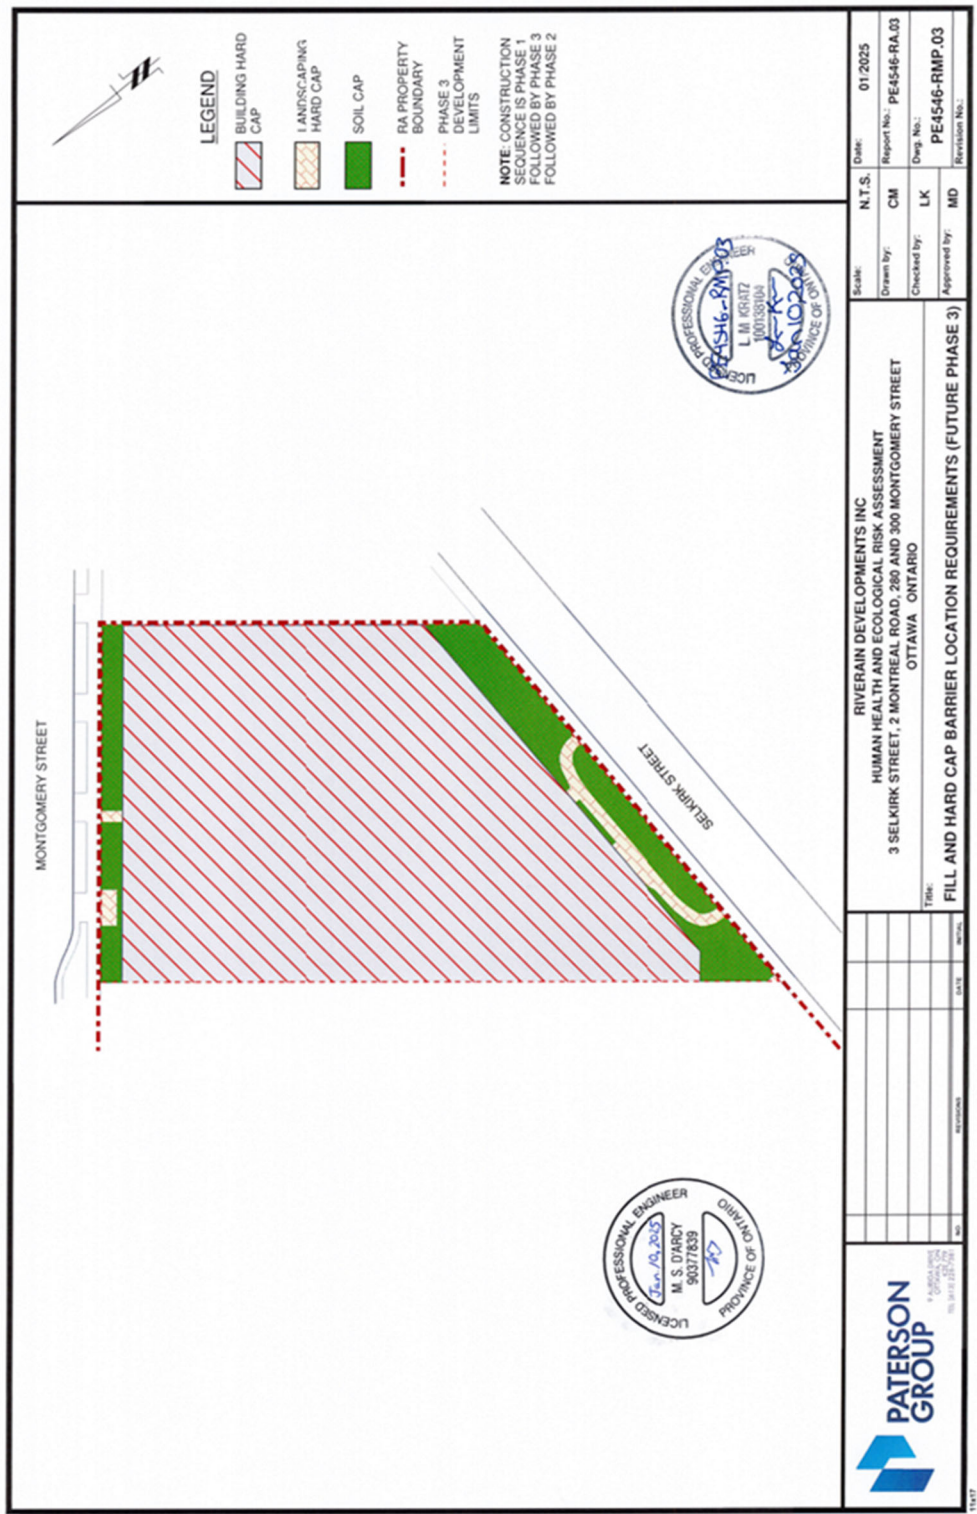 MONTGOMERY STREET
SELKIRK STREET
LEGEND
BUILDING HARD
CAP
LANDSCAPING
HARD CAP
SOIL CAP
RA PROPERTY
BOUNDARY
PHASE 3
DEVELOPMENT
LIMITS
NOTE: CONSTRUCTION
SEQUENCE IS PHASE 1
FOLLOWED BY PHASE 3
FOLLOWED BY PHASE 2
LICENSED PROFESSIONAL ENGINEER
Jan 10, 2025
M. S. D'ARCY
90377839
PROVINCE OF ONTARIO
LICENSED PROFESSIONAL ENGINEER
PE4546-RMP.03
L M KRATZ
100138104
Jan 10 2025
PROVINCE OF ONTARIO
PATERSON
GROUP
NO.
REVISIONS
DATE
INITIAL
RIVERAIN DEVELOPMENTS INC
HUMAN HEALTH AND ECOLOGICAL RISK ASSESSMENT
3 SELKIRK STREET, 2 MONTREAL ROAD, 280 AND 300 MONTGOMERY STREET
OTTAWA ONTARIO
Title:
FILL AND HARD CAP BARRIER LOCATION REQUIREMENTS (FUTURE PHASE 3)
Scale: N.T.S.
Date: 01/2025
Drawn by: CM
Report No.: PE4546-RA.03
Checked by: LK
Dwg. No.: PE4546-RMP.03
Approved by: MD
Revision No.:
11x17